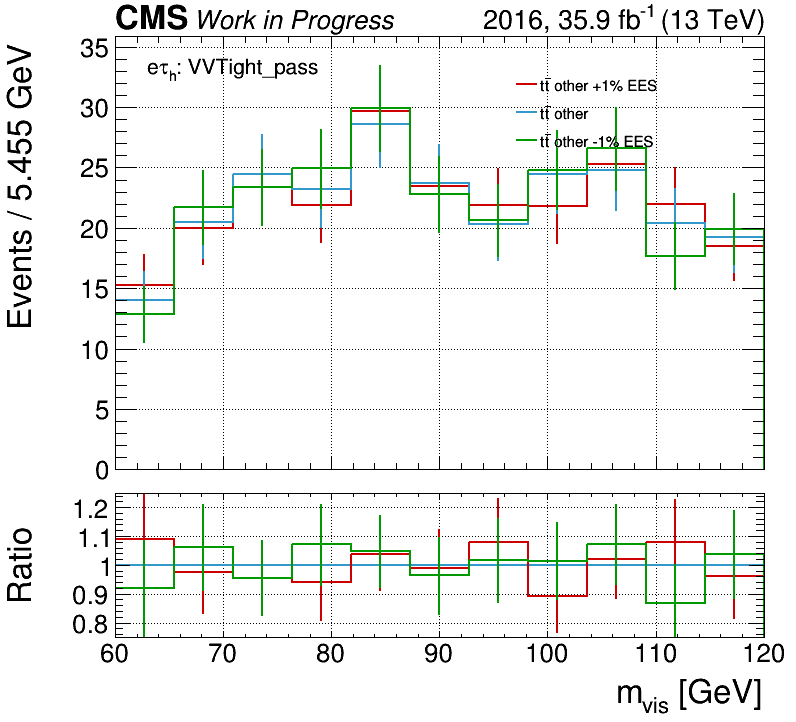 CMS Work in Progress 2016, 35.9 fb⁻¹ (13 TeV)
Events / 5.455 GeV
eτₕ: VVTight_pass
tt̄ other +1% EES
tt̄ other
tt̄ other -1% EES
35
30
25
20
15
10
5
0
Ratio
1.2
1.1
1
0.9
0.8
60 70 80 90 100 110 120
m_vis [GeV]